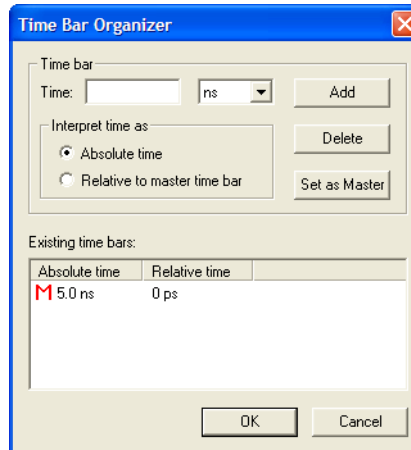 Time Bar Organizer
Time bar
Time: ns Add
Interpret time as
Delete
Absolute time
Relative to master time bar
Set as Master
Existing time bars:
Absolute time Relative time
M 5.0 ns 0 ps
OK Cancel